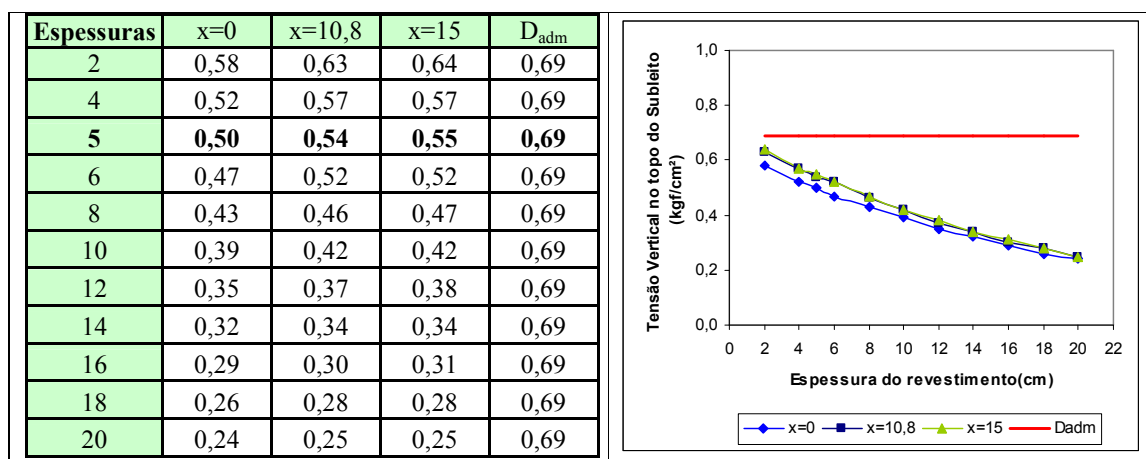 Espessuras x=0 x=10,8 x=15 Dadm
2 0,58 0,63 0,64 0,69
4 0,52 0,57 0,57 0,69
5 0,50 0,54 0,55 0,69
6 0,47 0,52 0,52 0,69
8 0,43 0,46 0,47 0,69
10 0,39 0,42 0,42 0,69
12 0,35 0,37 0,38 0,69
14 0,32 0,34 0,34 0,69
16 0,29 0,30 0,31 0,69
18 0,26 0,28 0,28 0,69
20 0,24 0,25 0,25 0,69
Tensão Vertical no topo do Subleito
(kgf/cm²)
1,0
0,8
0,6
0,4
0,2
0,0
0 2 4 6 8 10 12 14 16 18 20 22
Espessura do revestimento(cm)
x=0 x=10,8 x=15 Dadm